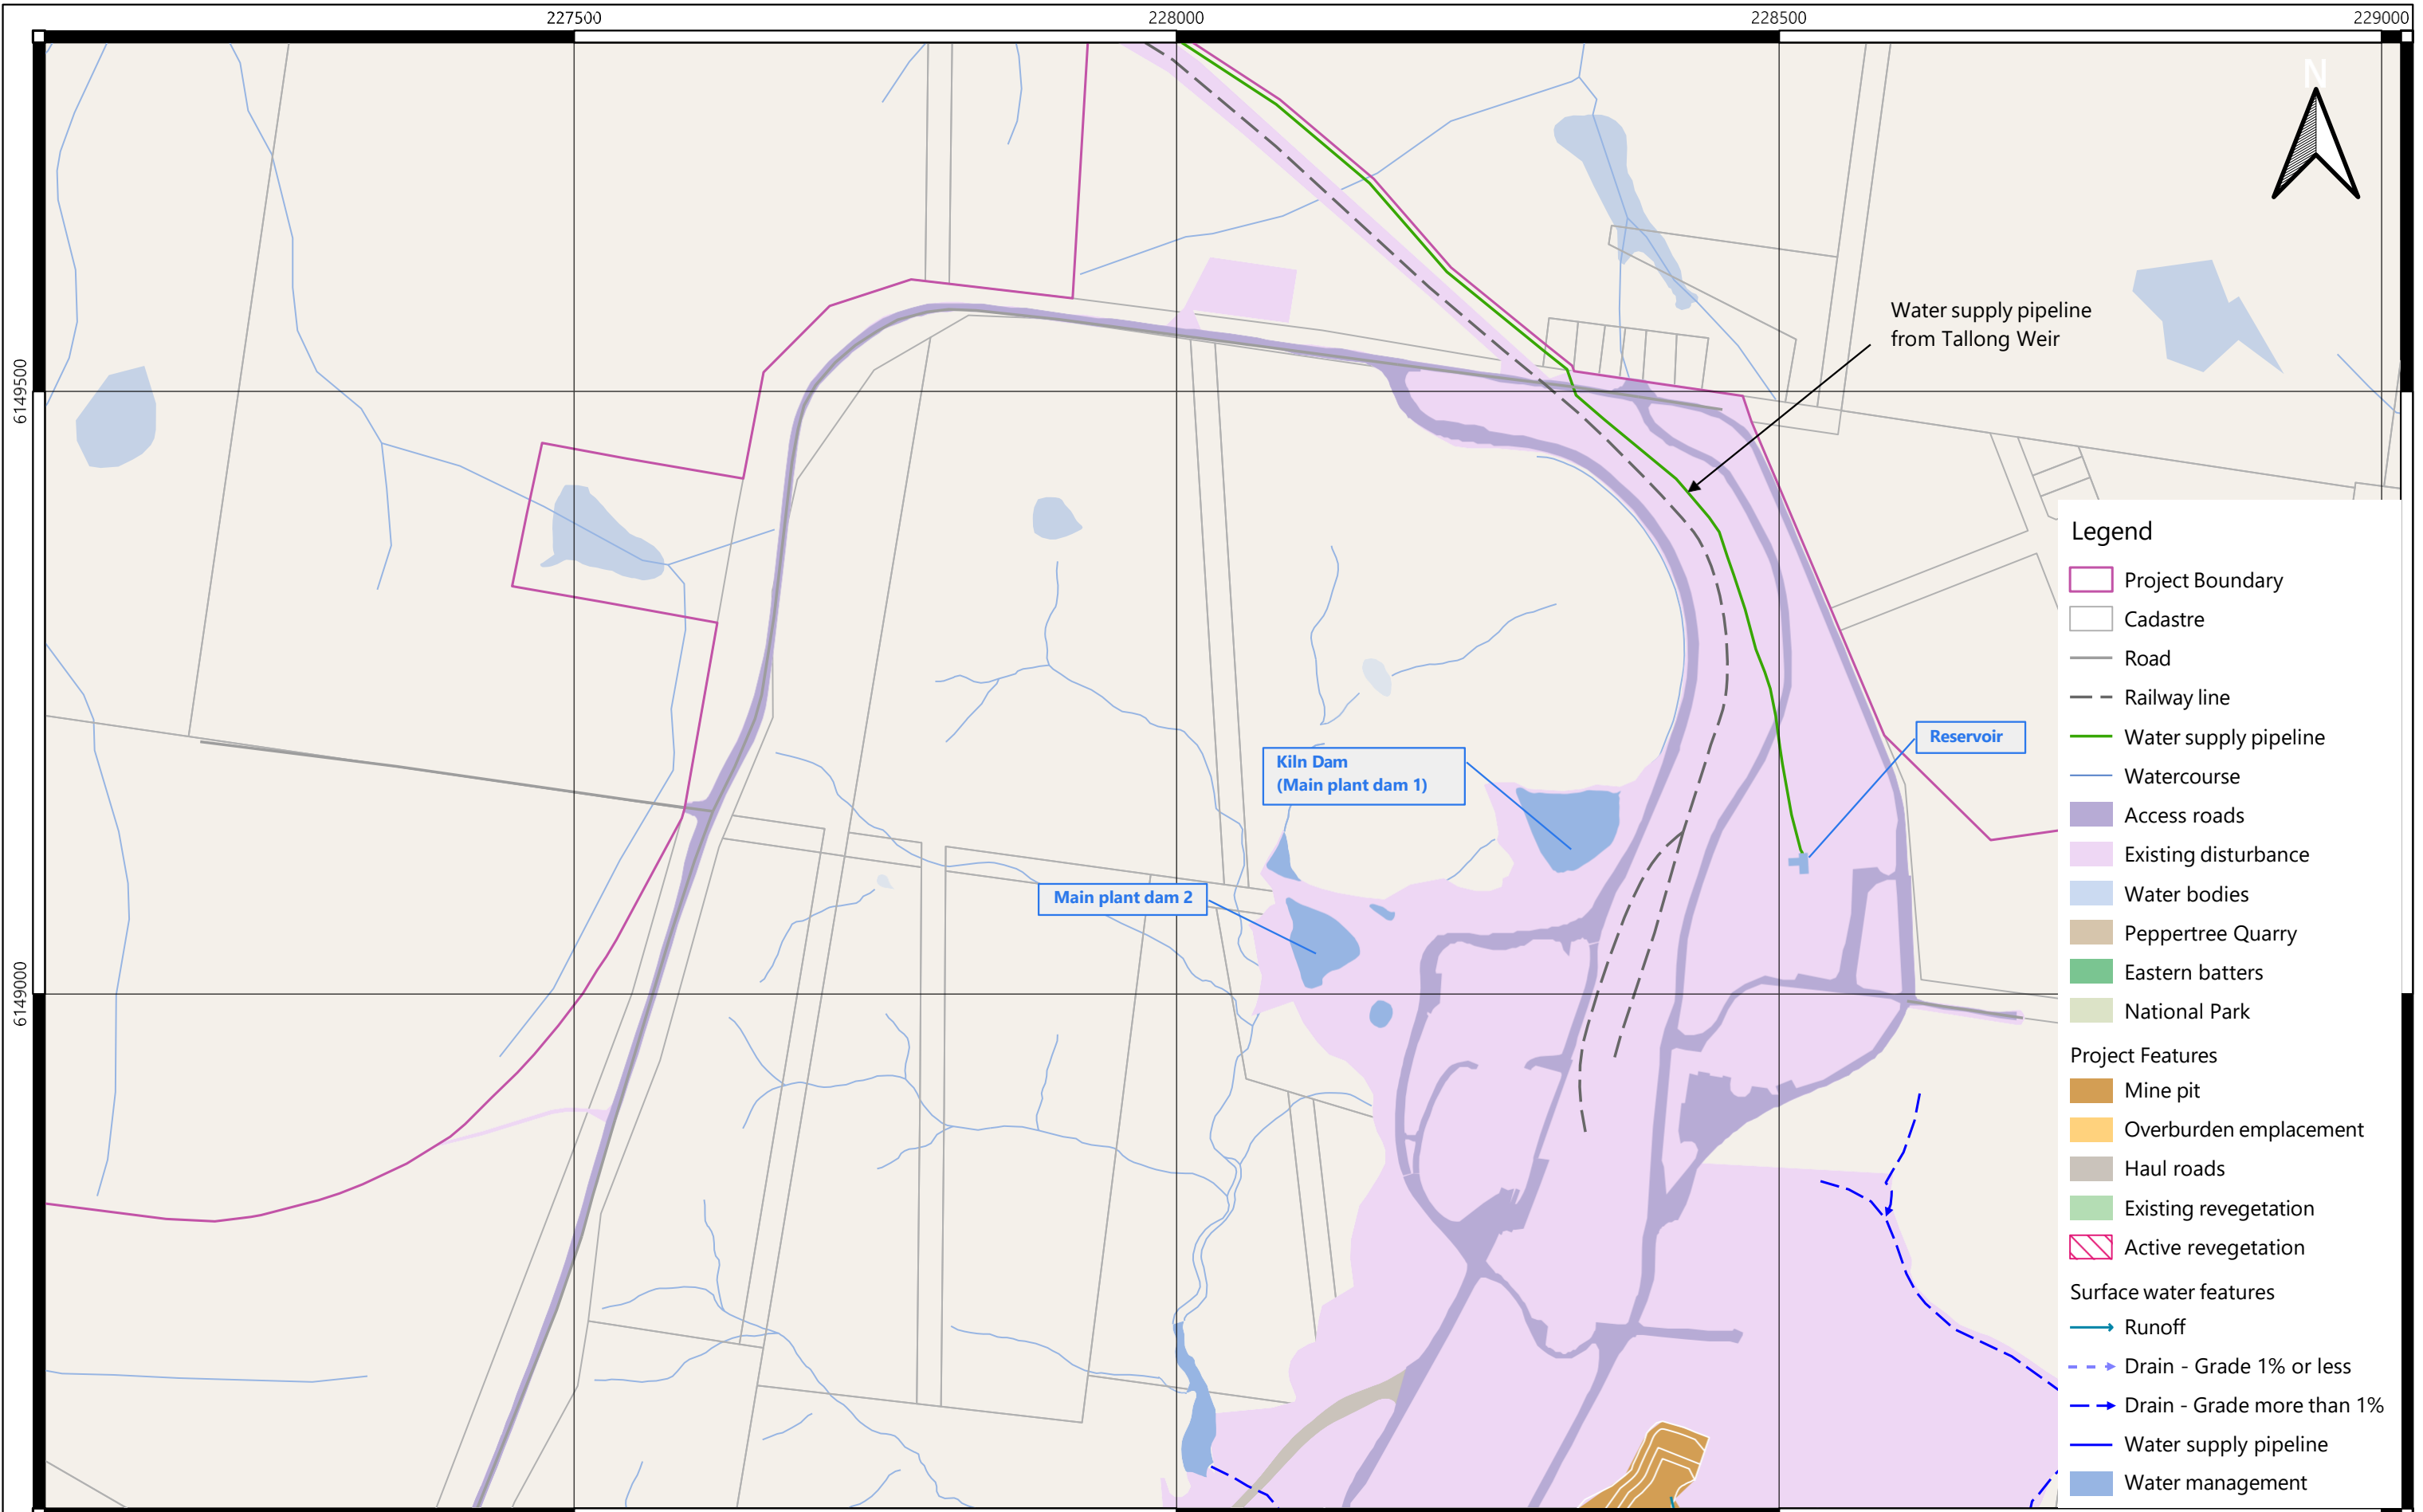 227500
228000
228500
229000
N
6149500
6149000
Water supply pipeline
from Tallong Weir
Reservoir
Kiln Dam
(Main plant dam 1)
Main plant dam 2
Legend
Project Boundary
Cadastre
Road
Railway line
Water supply pipeline
Watercourse
Access roads
Existing disturbance
Water bodies
Peppertree Quarry
Eastern batters
National Park
Project Features
Mine pit
Overburden emplacement
Haul roads
Existing revegetation
Active revegetation
Surface water features
Runoff
Drain - Grade 1% or less
Drain - Grade more than 1%
Water supply pipeline
Water management